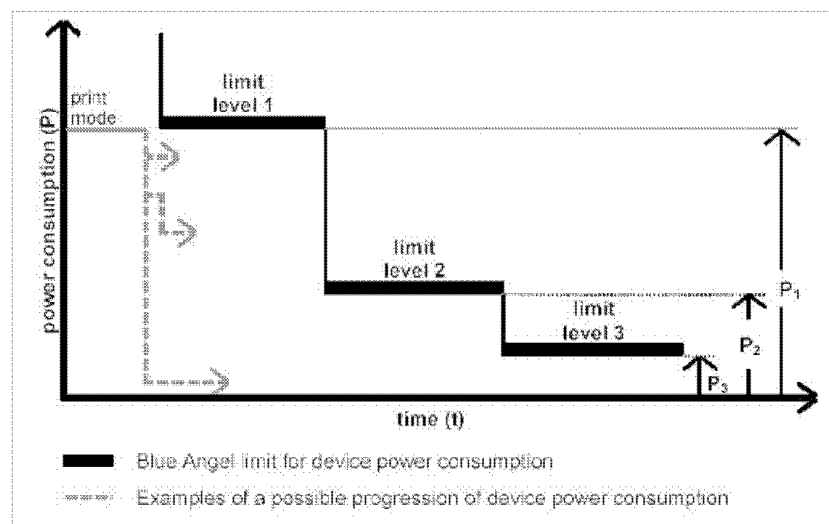 power consumption (P)
print
mode
limit
level 1
limit
level 2
limit
level 3
P1
P2
P3
time (t)
Blue Angel limit for device power consumption
Examples of a possible progression of device power consumption